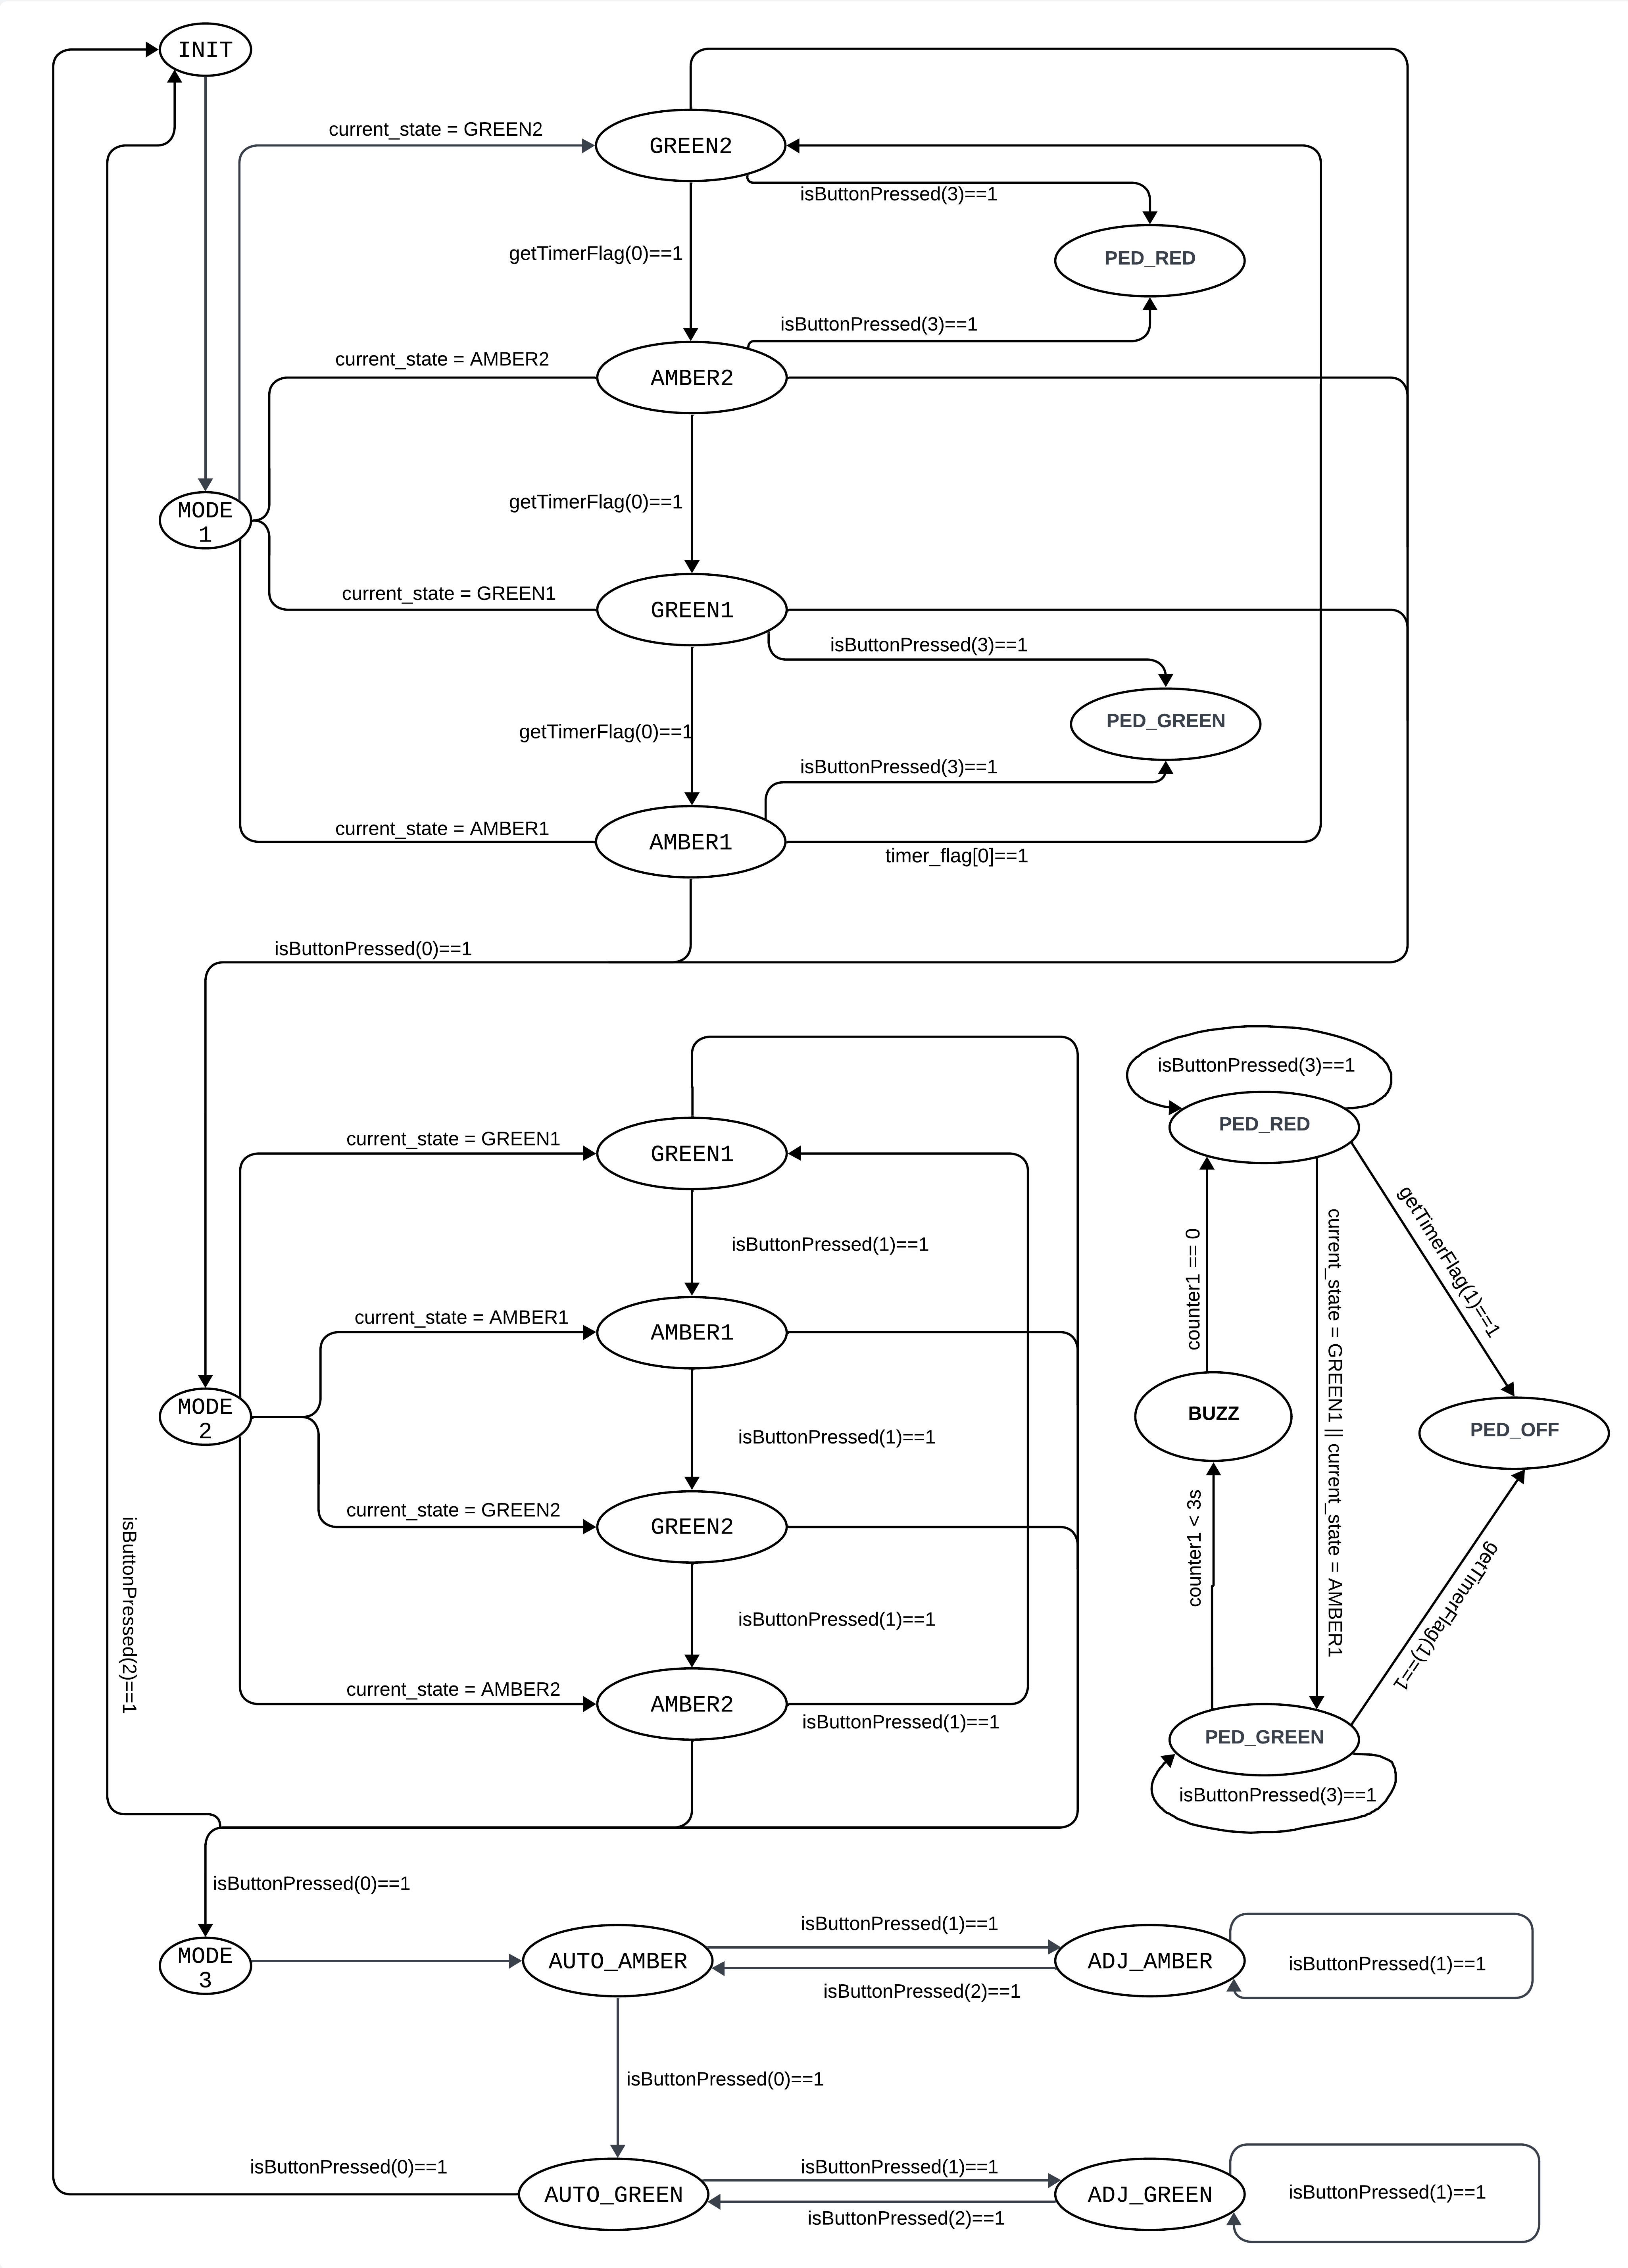 INIT
current_state = GREEN2
GREEN2
isButtonPressed(3)==1
PED_RED
getTimerFlag(0)==1
isButtonPressed(3)==1
current_state = AMBER2
AMBER2
getTimerFlag(0)==1
MODE
1
current_state = GREEN1
GREEN1
isButtonPressed(3)==1
PED_GREEN
getTimerFlag(0)==1
isButtonPressed(3)==1
current_state = AMBER1
AMBER1
timer_flag[0]==1
isButtonPressed(0)==1
current_state = GREEN1
GREEN1
isButtonPressed(1)==1
current_state = AMBER1
AMBER1
MODE
2
isButtonPressed(1)==1
current_state = GREEN2
GREEN2
isButtonPressed(1)==1
current_state = AMBER2
AMBER2
isButtonPressed(1)==1
isButtonPressed(2)==1
isButtonPressed(3)==1
PED_RED
counter1 == 0
current_state = GREEN1 || current_state = AMBER1
getTimerFlag(1)==1
BUZZ
PED_OFF
counter1 < 3s
getTimerFlag(1)==1
PED_GREEN
isButtonPressed(3)==1
isButtonPressed(0)==1
MODE
3
AUTO_AMBER
isButtonPressed(1)==1
isButtonPressed(2)==1
ADJ_AMBER
isButtonPressed(1)==1
isButtonPressed(0)==1
isButtonPressed(0)==1
AUTO_GREEN
isButtonPressed(1)==1
isButtonPressed(2)==1
ADJ_GREEN
isButtonPressed(1)==1